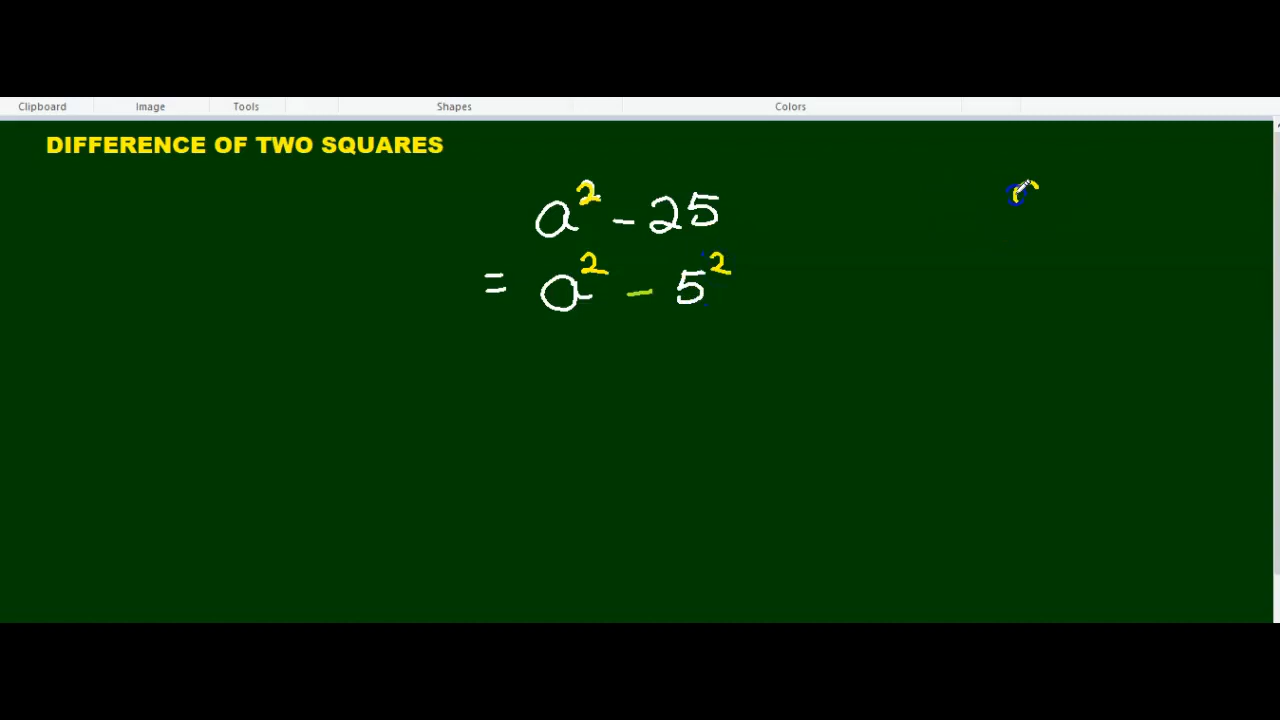 Clipboard Image Tools Shapes Colors
DIFFERENCE OF TWO SQUARES
a² - 25
= a² - 5²